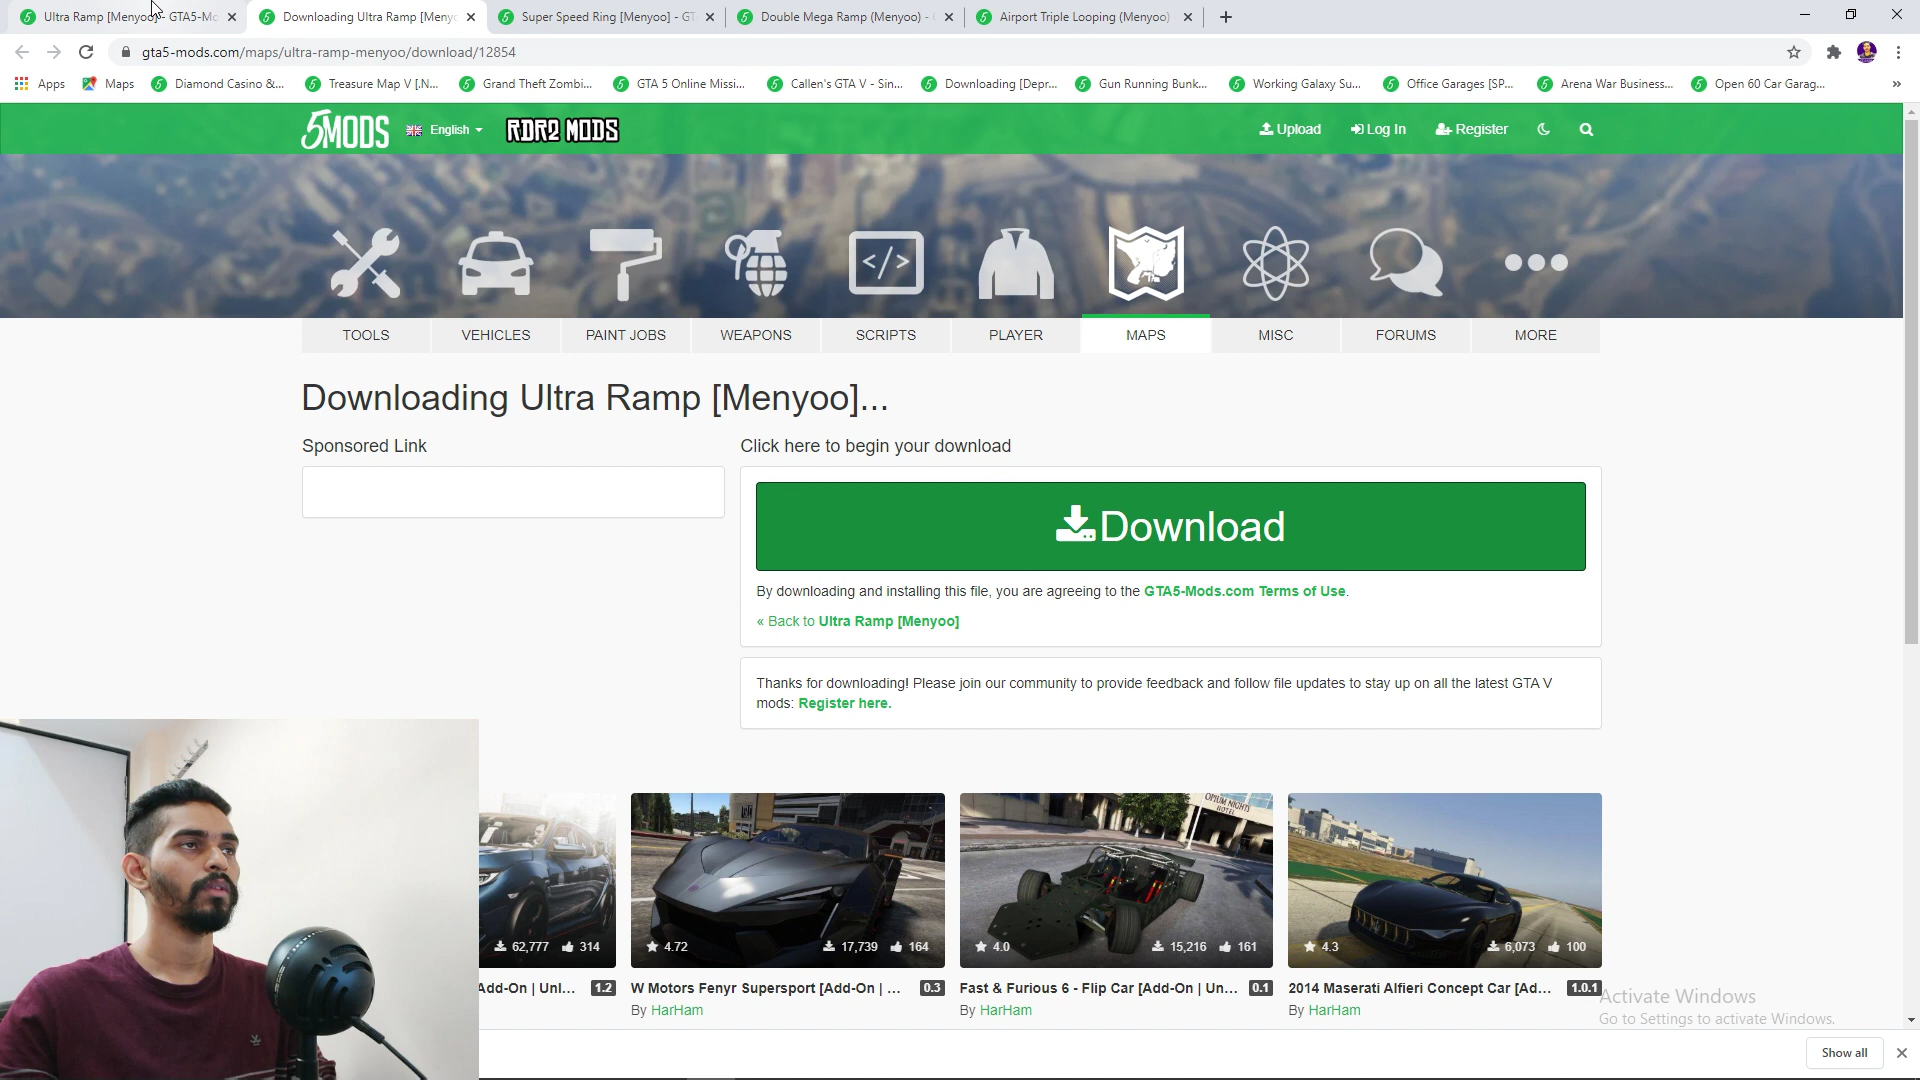 Ultra Ramp [Menyoo] - GTA5-Mo
Downloading Ultra Ramp [Menyo
Super Speed Ring [Menyoo] - GT
Double Mega Ramp (Menyoo) -
Airport Triple Looping (Menyoo)
gta5-mods.com/maps/ultra-ramp-menyoo/download/12854
Apps
Maps
Diamond Casino &...
Treasure Map V [.N...
Grand Theft Zombi...
GTA 5 Online Missi...
Callen's GTA V - Sin...
Downloading [Depr...
Gun Running Bunk...
Working Galaxy Su...
Office Garages [SP...
Arena War Business...
Open 60 Car Garag...
5MODS
English
RDR2 MODS
Upload
Log In
Register
TOOLS
VEHICLES
PAINT JOBS
WEAPONS
SCRIPTS
PLAYER
MAPS
MISC
FORUMS
MORE
Downloading Ultra Ramp [Menyoo]...
Sponsored Link
Click here to begin your download
Download
By downloading and installing this file, you are agreeing to the GTA5-Mods.com Terms of Use.
« Back to Ultra Ramp [Menyoo]
Thanks for downloading! Please join our community to provide feedback and follow file updates to stay up on all the latest GTA V
mods: Register here.
OPIUM NIGHTS
HOTEL
62,777 314
4.72 17,739 164
4.0 15,216 161
4.3 6,073 100
Add-On | Unl... 1.2
W Motors Fenyr Supersport [Add-On | ... 0.3
By HarHam
Fast & Furious 6 - Flip Car [Add-On | Un... 0.1
By HarHam
2014 Maserati Alfieri Concept Car [Ad... 1.0.1
By HarHam
Activate Windows
Go to Settings to activate Windows.
Show all